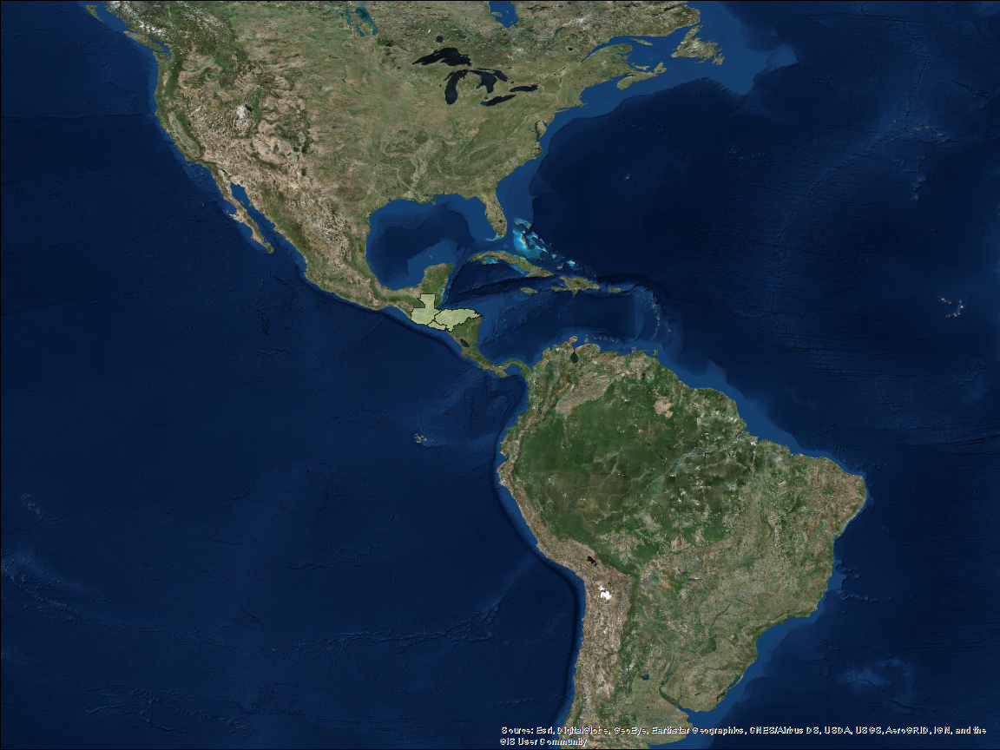 Source: Esri, DigitalGlobe, GeoEye, Earthstar Geographics, CNES/Airbus DS, USDA, USGS, AeroGRID, IGN, and the
GIS User Community